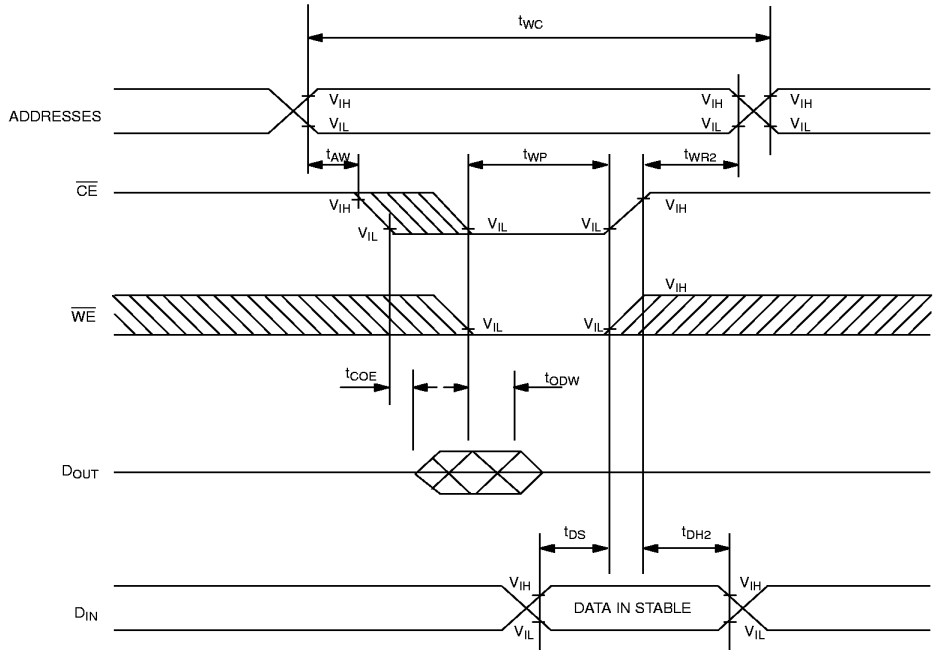 tWC
ADDRESSES
VIH VIH VIH
VIL VIL VIL
tAW tWP tWR2
CE
VIH VIH
VIL VIL VIL
VIH
WE
VIL VIL
tCOE tODW
DOUT
tDS tDH2
VIH VIH
DIN DATA IN STABLE
VIL VIL